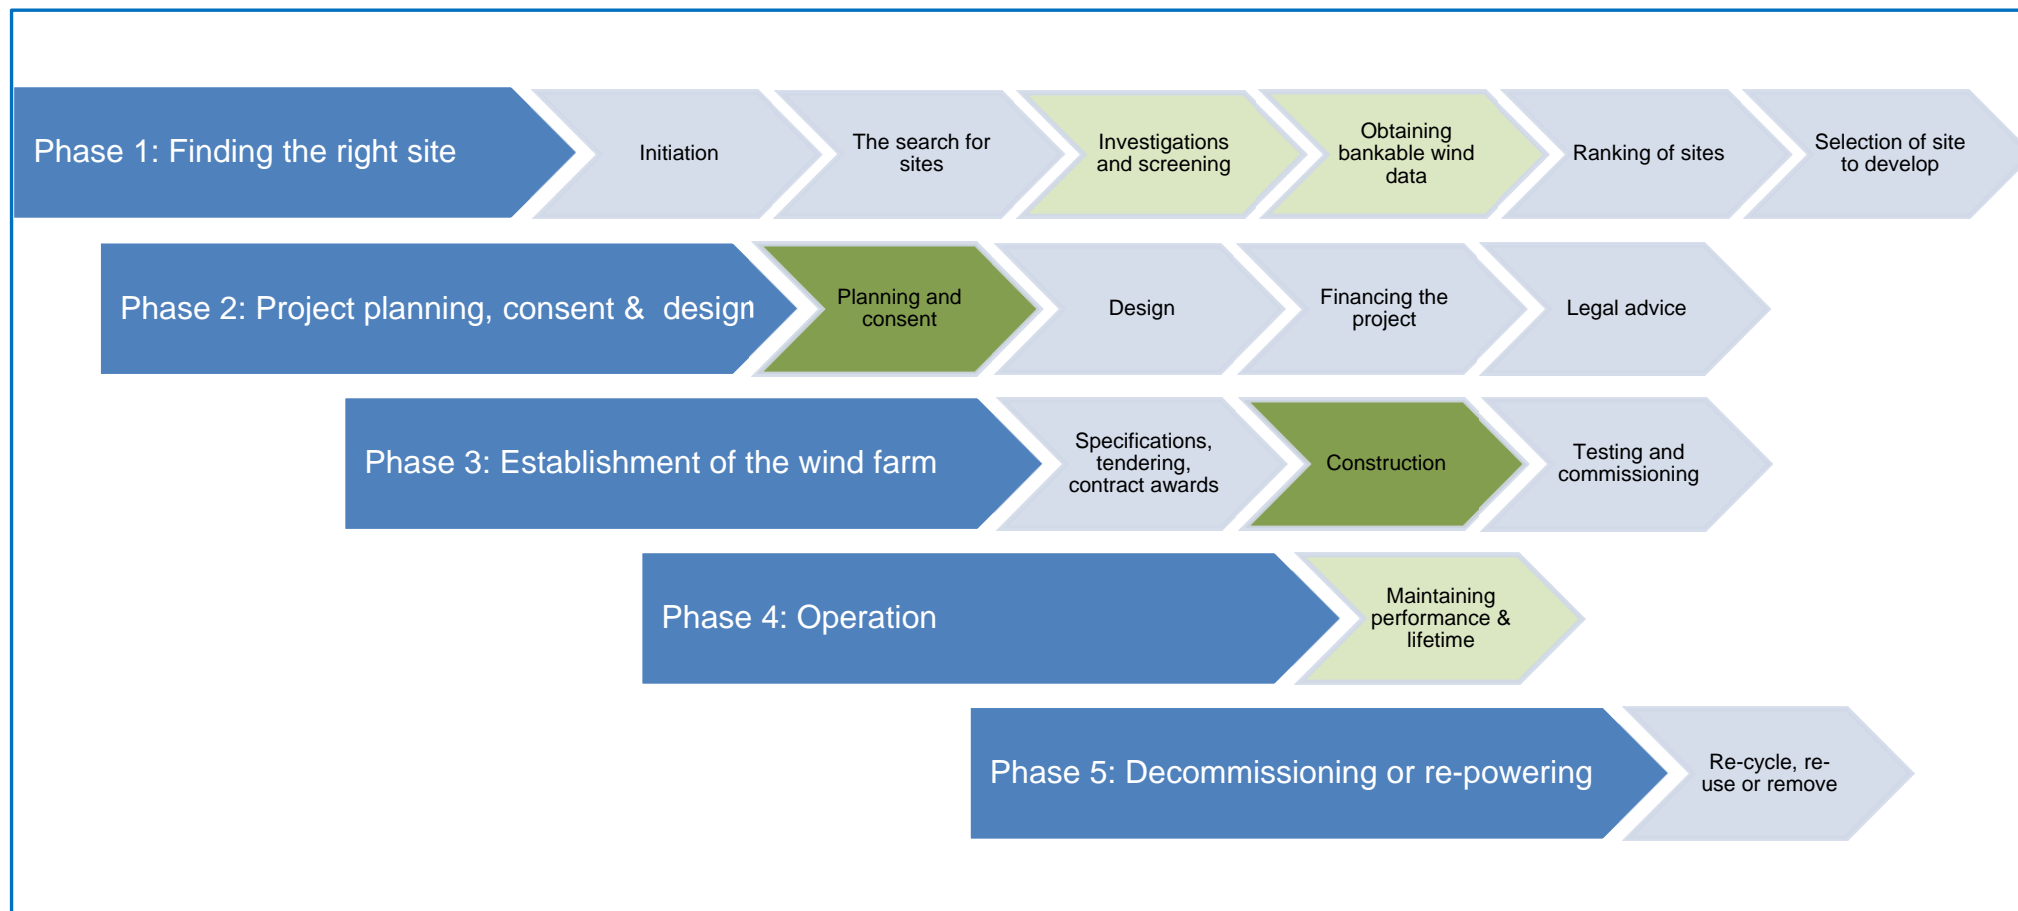 Phase 1: Finding the right site
Initiation
The search for
sites
Investigations
and screening
Obtaining
bankable wind
data
Ranking of sites
Selection of site
to develop
Phase 2: Project planning, consent & design
Planning and
consent
Design
Financing the
project
Legal advice
Phase 3: Establishment of the wind farm
Specifications,
tendering,
contract awards
Construction
Testing and
commissioning
Phase 4: Operation
Maintaining
performance &
lifetime
Phase 5: Decommissioning or re-powering
Re-cycle, re-
use or remove